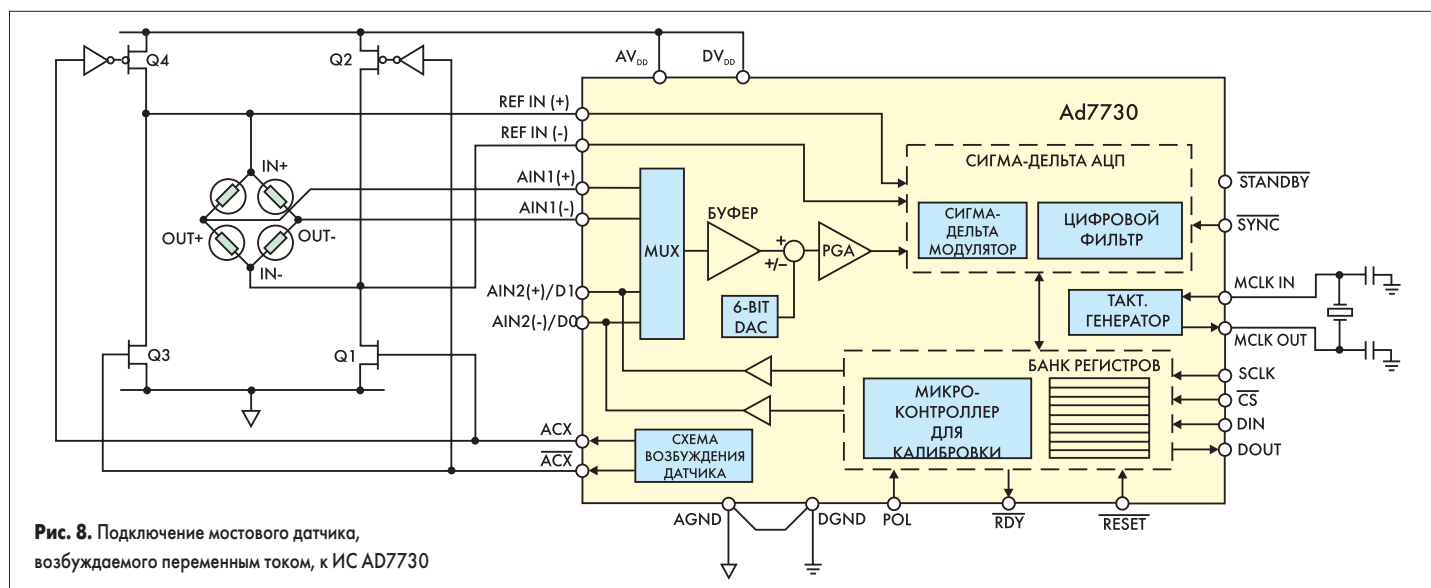 Q4
Q2
AVDD
DVDD
REF IN (+)
REF IN (-)
AIN1(+)
AIN1(-)
AIN2(+)/D1
AIN2(-)/D0
IN+
OUT+
OUT-
IN-
Q3
Q1
ACX
ACX
Ad7730
СИГМА-ДЕЛЬТА АЦП
СИГМА-
ДЕЛЬТА
МОДУЛЯТОР
ЦИФРОВОЙ
ФИЛЬТР
MUX
БУФЕР
+
+/–
PGA
6-BIT
DAC
ТАКТ.
ГЕНЕРАТОР
БАНК РЕГИСТРОВ
МИКРО-
КОНТРОЛЛЕР
ДЛЯ
КАЛИБРОВКИ
СХЕМА
ВОЗБУЖДЕНИЯ
ДАТЧИКА
STANDBY
SYNC
MCLK IN
MCLK OUT
SCLK
CS
DIN
DOUT
AGND
DGND
POL
RDY
RESET
Рис. 8. Подключение мостового датчика,
возбуждаемого переменным током, к ИС AD7730